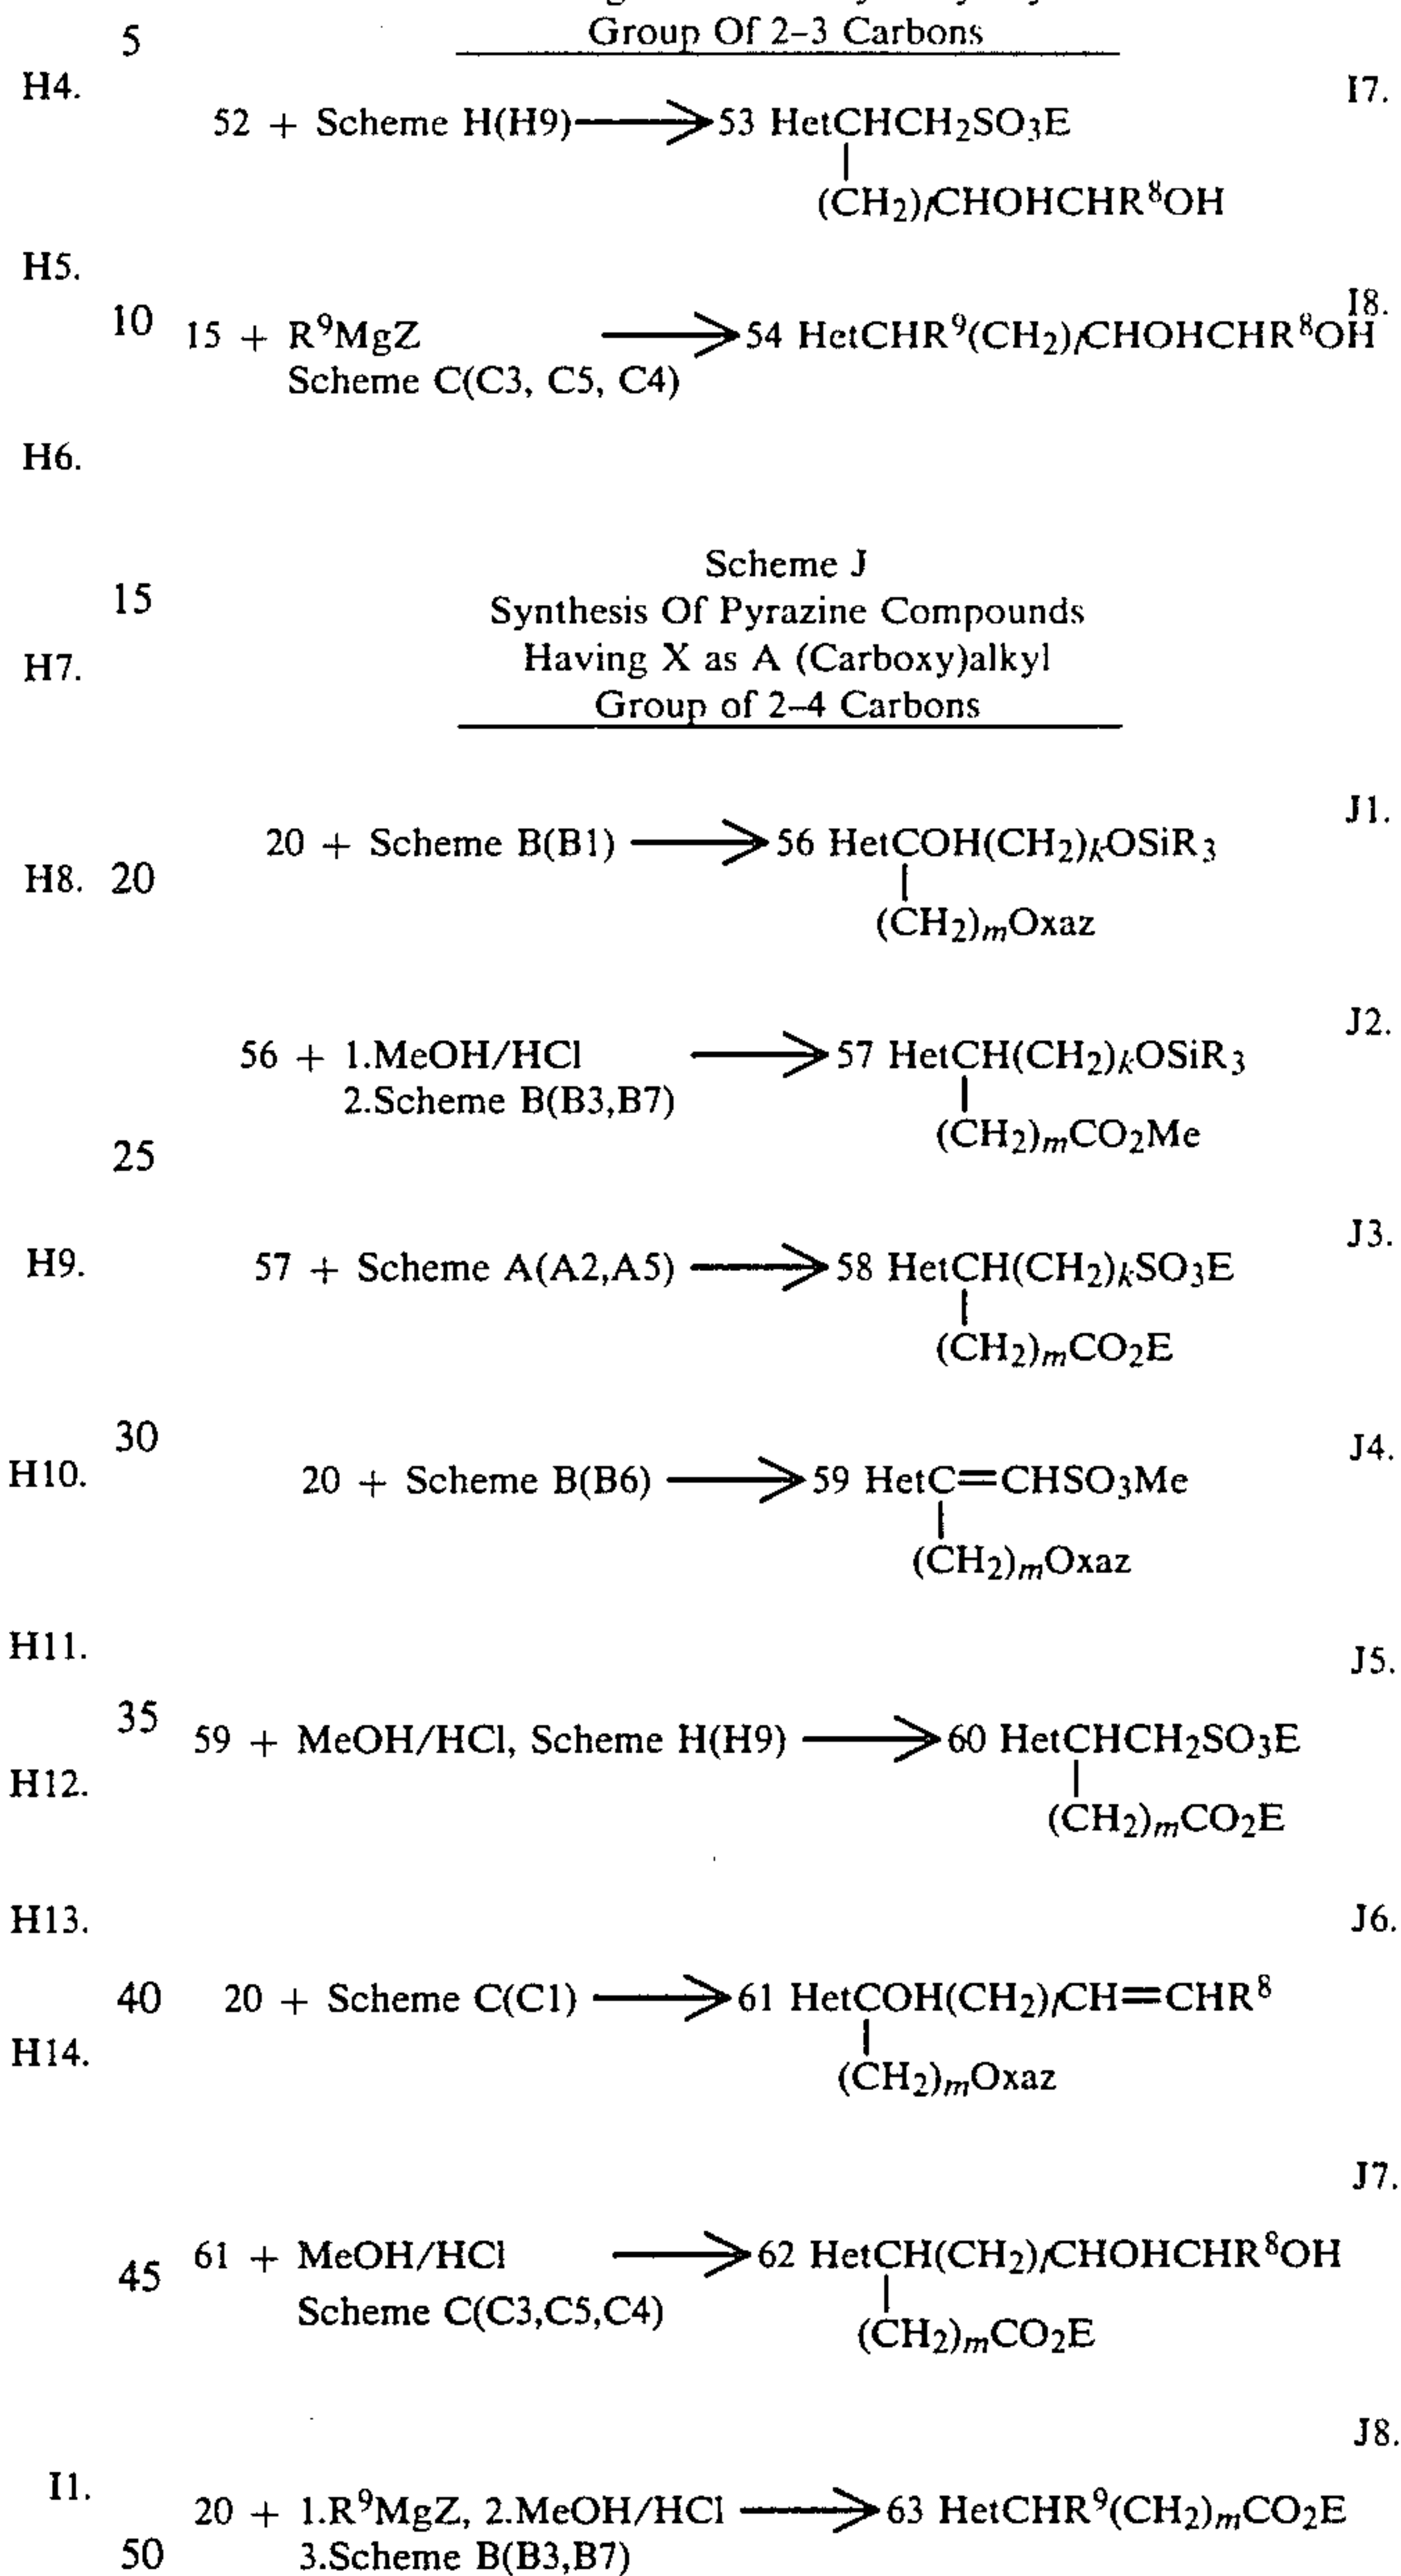 5
Group Of 2–3 Carbons
H4.
I7.
52 + Scheme H(H9) ⟶ 53 HetCHCH₂SO₃E
(CH₂)ₗCHOHCHR⁸OH
H5.
I8.
10
15 + R⁹MgZ ⟶ 54 HetCHR⁹(CH₂)ₗCHOHCHR⁸OH
Scheme C(C3, C5, C4)
H6.
Scheme J
15
Synthesis Of Pyrazine Compounds
H7.
Having X as A (Carboxy)alkyl
Group of 2–4 Carbons
J1.
20 + Scheme B(B1) ⟶ 56 HetCOH(CH₂)ₖOSiR₃
H8.
20
(CH₂)ₘOxaz
J2.
56 + 1.MeOH/HCl ⟶ 57 HetCH(CH₂)ₖOSiR₃
2.Scheme B(B3,B7)
(CH₂)ₘCO₂Me
25
J3.
H9.
57 + Scheme A(A2,A5) ⟶ 58 HetCH(CH₂)ₖSO₃E
(CH₂)ₘCO₂E
30
J4.
H10.
20 + Scheme B(B6) ⟶ 59 HetC=CHSO₃Me
(CH₂)ₘOxaz
H11.
J5.
35
59 + MeOH/HCl, Scheme H(H9) ⟶ 60 HetCHCH₂SO₃E
H12.
(CH₂)ₘCO₂E
H13.
J6.
40
20 + Scheme C(C1) ⟶ 61 HetCOH(CH₂)ₗCH=CHR⁸
H14.
(CH₂)ₘOxaz
J7.
45
61 + MeOH/HCl ⟶ 62 HetCH(CH₂)ₗCHOHCHR⁸OH
Scheme C(C3,C5,C4)
(CH₂)ₘCO₂E
J8.
I1.
20 + 1.R⁹MgZ, 2.MeOH/HCl ⟶ 63 HetCHR⁹(CH₂)ₘCO₂E
50
3.Scheme B(B3,B7)